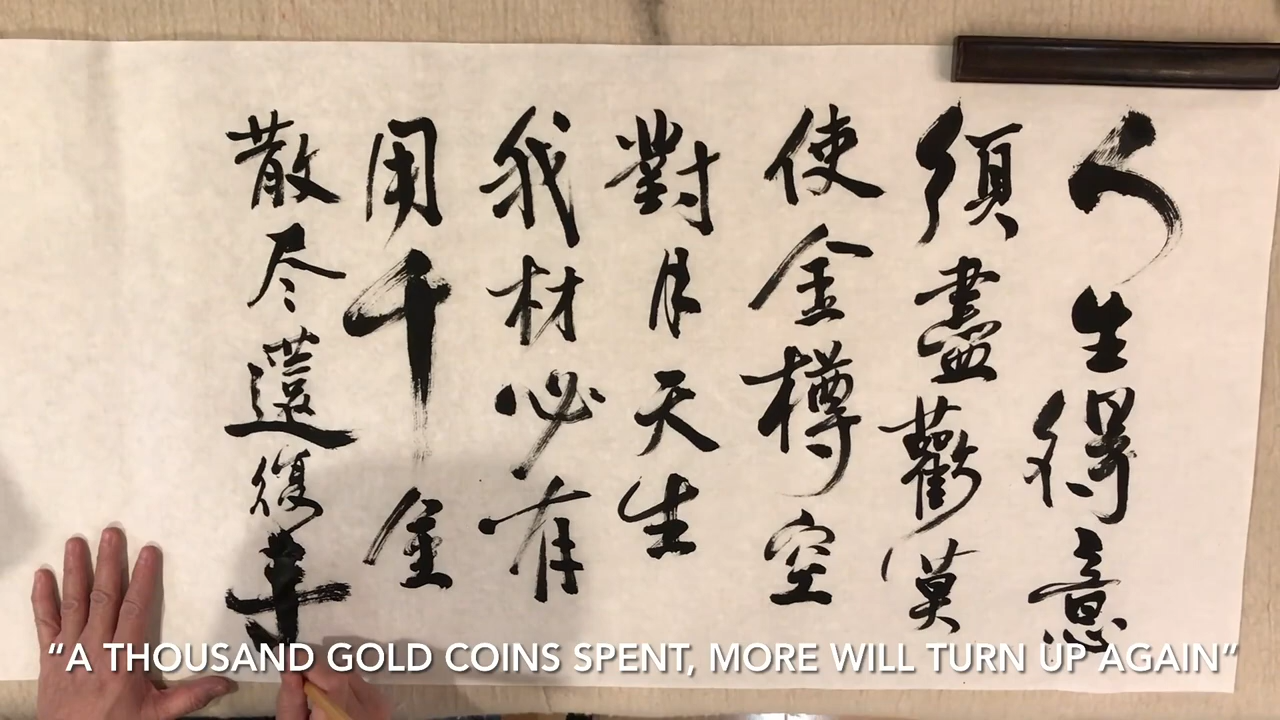 人生得意
須盡歡莫
使金樽空
對月天生
我材必有
用千金
散尽還復
“A THOUSAND GOLD COINS SPENT, MORE WILL TURN UP AGAIN”